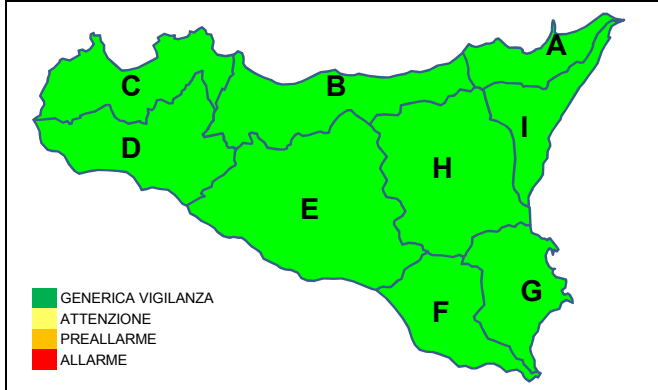 A
C
B
I
D
H
E
G
F
GENERICA VIGILANZA
ATTENZIONE
PREALLARME
ALLARME